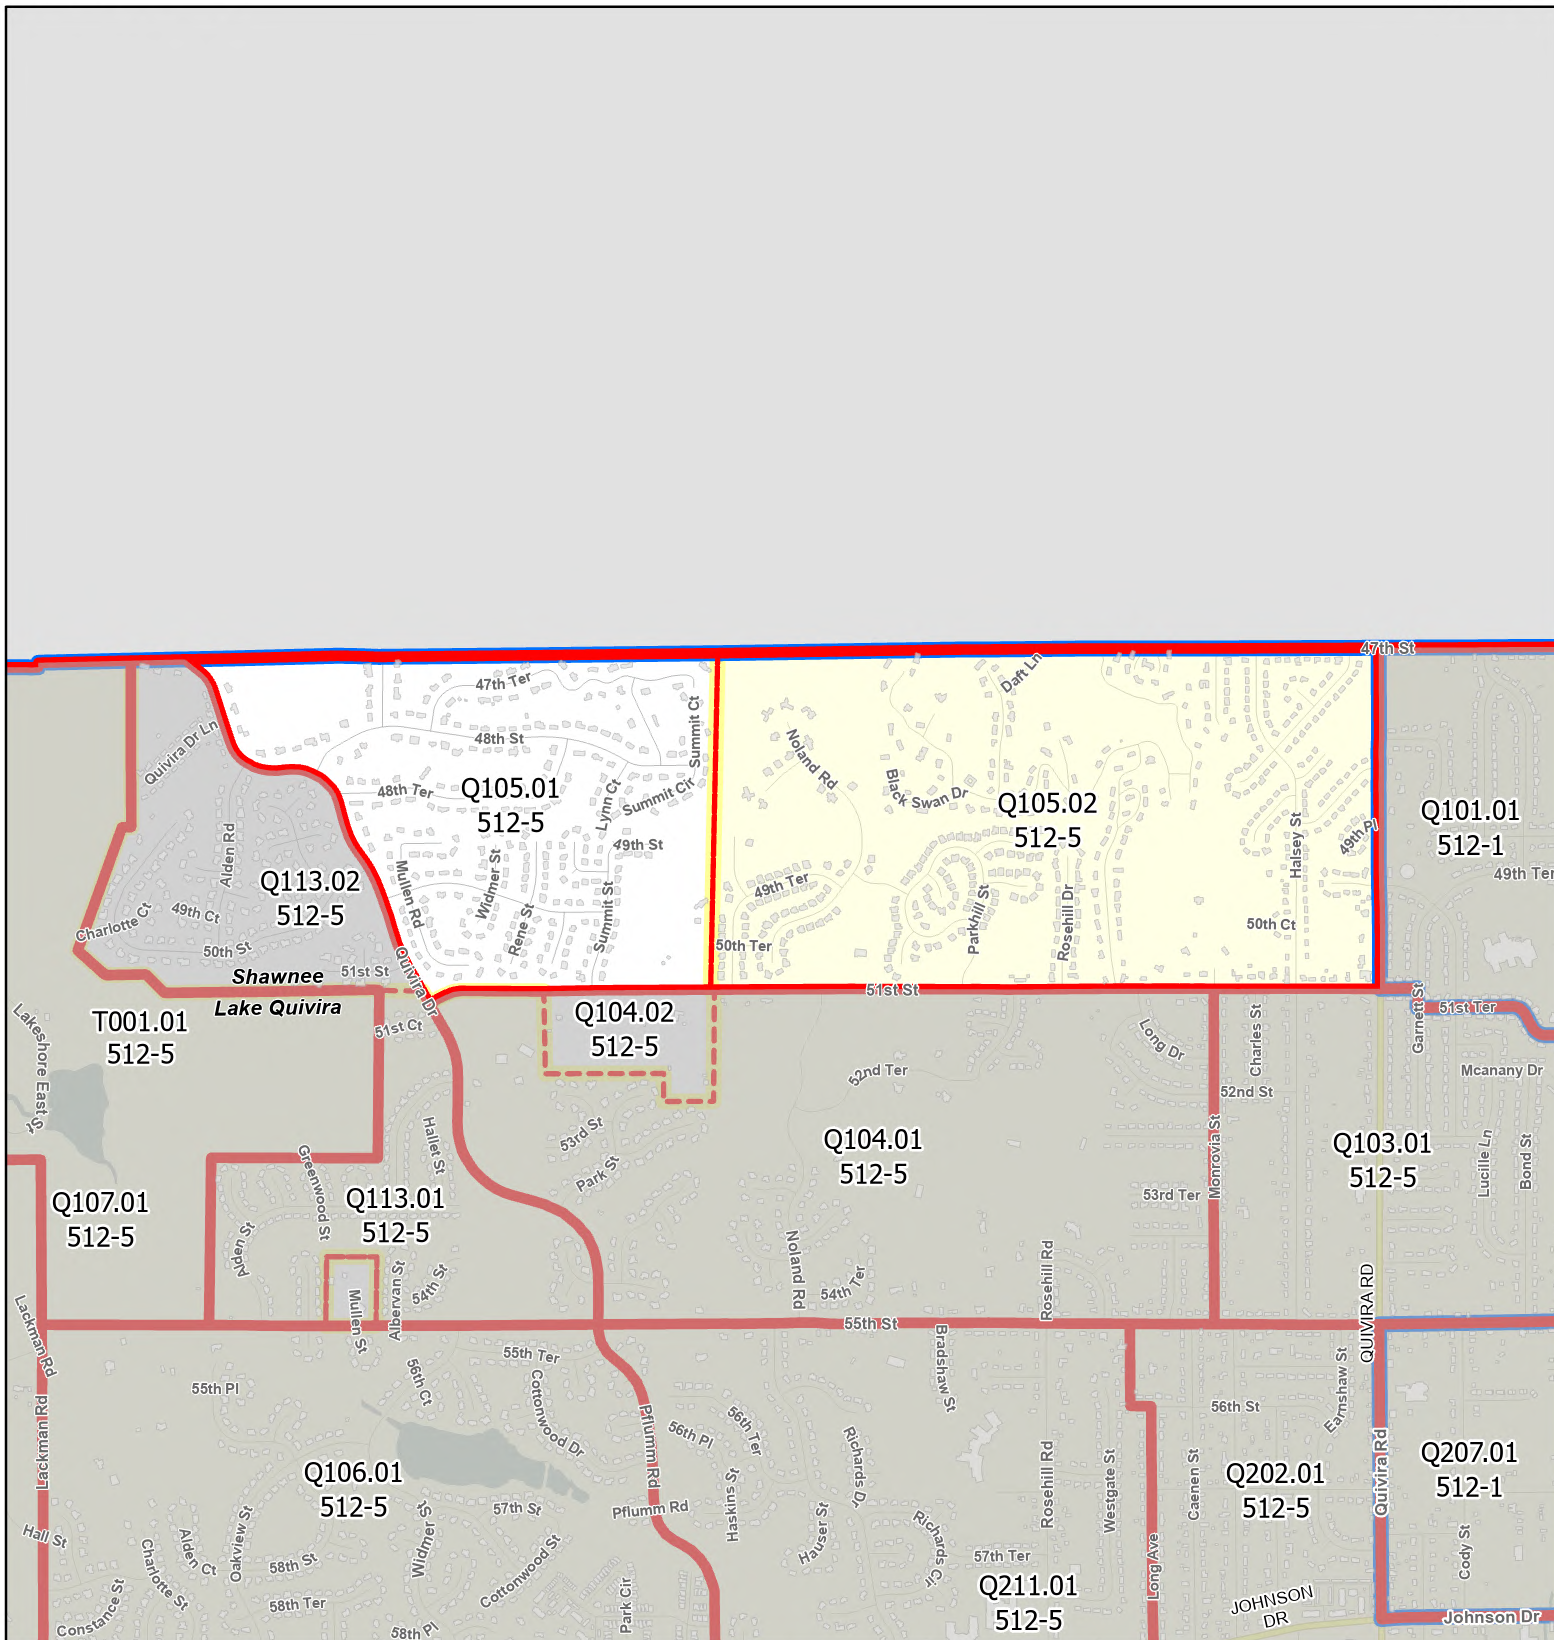 47th St
Daft Ln
47th Ter
Summit Ct
Quivira Dr Ln
48th St
Noland Rd
48th Ter
Q105.01
512-5
Lynn Ct
Summit Cir
Black Swan Dr
Q105.02
512-5
Q101.01
512-1
Halsey St
49th Pl
49th St
Alden Rd
Q113.02
512-5
Mullen Rd
Widmer St
49th Ter
49th Ter
Charlotte Ct
49th Ct
Rene St
Summit St
Parkhill St
Rosehill Dr
50th Ct
50th St
50th Ter
Shawnee
51st St
Quivira Dr
51st St
Lake Quivira
T001.01
512-5
51st Ct
Q104.02
512-5
Garnett St
51st Ter
Lakeshore East St
Long Dr
Charles St
52nd Ter
52nd St
Mcanany Dr
Hallet St
53rd St
Park St
Q104.01
512-5
Monrovia St
Q103.01
512-5
Lucille Ln
Bond St
Greenwood St
Q107.01
512-5
Q113.01
512-5
53rd Ter
Alden St
Noland Rd
Rosehill Rd
Albervan St
54th St
54th Ter
QUIVIRA RD
Mullen St
Lackman Rd
55th St
Bradshaw St
55th Ter
Earnshaw St
55th Pl
56th Ct
Cottonwood Dr
56th St
Lackman Rd
Pflumm Rd
56th Pl
56th Ter
Richards Dr
Q106.01
512-5
Rosehill Rd
Westgate St
Caenen St
Q202.01
512-5
Quivira Rd
Q207.01
512-1
57th St
Pflumm Rd
Haskins St
Hauser St
Richards Cir
Hall St
Alden Ct
Oakview St
Widmer St
58th St
Cottonwood St
57th Ter
Long Ave
Cody St
Charlotte St
Constance St
58th Ter
58th Pl
Park Cir
Q211.01
512-5
JOHNSON
DR
Johnson Dr